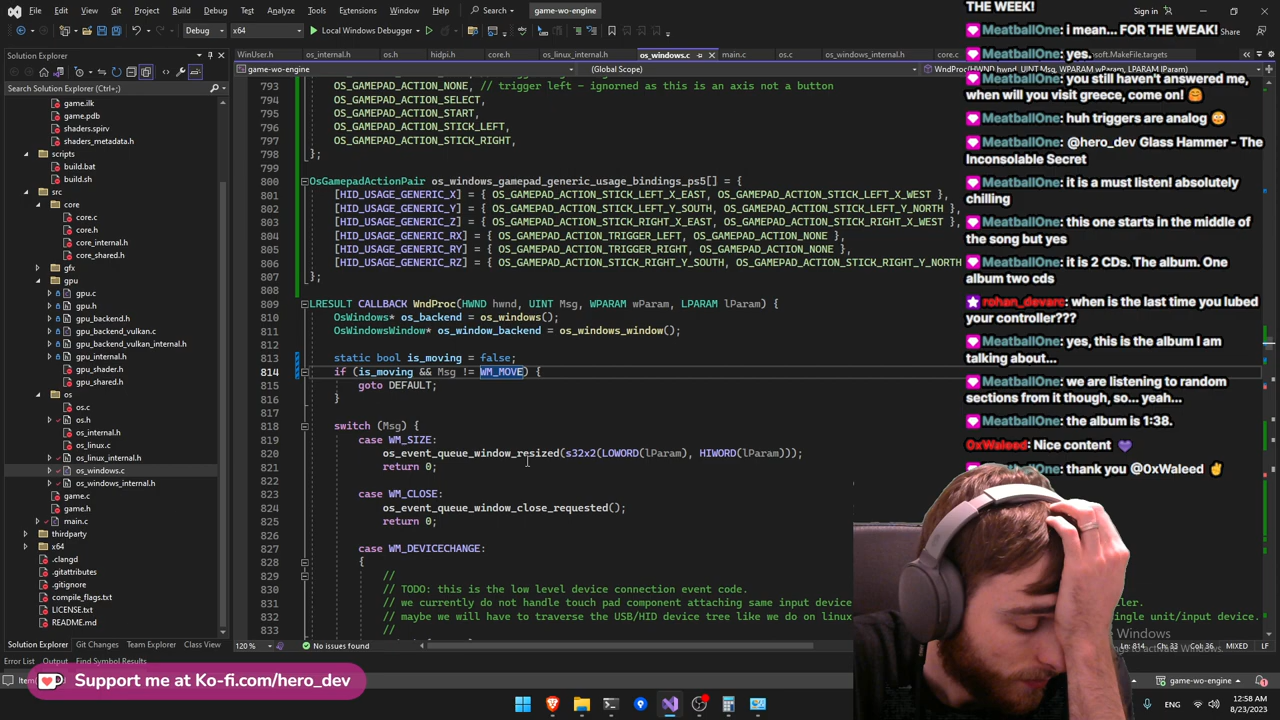 File Edit View Git Project Build Debug Test Analyze Tools Extensions Window Help Search game-wo-engine Sign in
Debug x64 Local Windows Debugger
Solution Explorer
Search Solution Explorer (Ctrl+;)
game.ilk
game.pdb
shaders.spirv
shaders_metadata.h
scripts
build.bat
build.sh
src
core
core.c
core.h
core_internal.h
core_shared.h
gfx
gpu
gpu.c
gpu.h
gpu_backend.h
gpu_backend_vulkan.c
gpu_backend_vulkan_internal.h
gpu_internal.h
gpu_shader.h
gpu_shared.h
os
os.c
os.h
os_internal.h
os_linux.c
os_linux_internal.h
os_windows.c
os_windows_internal.h
game.c
game.h
main.c
thirdparty
x64
.clangd
.gitattributes
.gitignore
compile_flags.txt
LICENSE.txt
README.md
Solution Explorer Git Changes Team Explorer Class View
Error List Find Symbol Results
WinUser.h os_internal.h os.h hidpi.h core.h os_linux_internal.h os_windows.c main.c os.c os_windows_internal.h core.c
game-wo-engine (Global Scope) WndProc(HWND hwnd, UINT Msg, WPARAM wParam, LPARAM lParam)
793 OS_GAMEPAD_ACTION_NONE, // trigger left - ignorned as this is an axis not a button
794 OS_GAMEPAD_ACTION_SELECT,
795 OS_GAMEPAD_ACTION_START,
796 OS_GAMEPAD_ACTION_STICK_LEFT,
797 OS_GAMEPAD_ACTION_STICK_RIGHT,
798 };
799
800 OsGamepadActionPair os_windows_gamepad_generic_usage_bindings_ps5[] = {
801 [HID_USAGE_GENERIC_X] = { OS_GAMEPAD_ACTION_STICK_LEFT_X_EAST, OS_GAMEPAD_ACTION_STICK_LEFT_X_WEST },
802 [HID_USAGE_GENERIC_Y] = { OS_GAMEPAD_ACTION_STICK_LEFT_Y_SOUTH, OS_GAMEPAD_ACTION_STICK_LEFT_Y_NORTH }
803 [HID_USAGE_GENERIC_Z] = { OS_GAMEPAD_ACTION_STICK_RIGHT_X_EAST, OS_GAMEPAD_ACTION_STICK_RIGHT_X_WEST }
804 [HID_USAGE_GENERIC_RX] = { OS_GAMEPAD_ACTION_TRIGGER_LEFT, OS_GAMEPAD_ACTION_NONE },
805 [HID_USAGE_GENERIC_RY] = { OS_GAMEPAD_ACTION_TRIGGER_RIGHT, OS_GAMEPAD_ACTION_NONE },
806 [HID_USAGE_GENERIC_RZ] = { OS_GAMEPAD_ACTION_STICK_RIGHT_Y_SOUTH, OS_GAMEPAD_ACTION_STICK_RIGHT_Y_NORTH
807 };
808
809 LRESULT CALLBACK WndProc(HWND hwnd, UINT Msg, WPARAM wParam, LPARAM lParam) {
810 OsWindows* os_backend = os_windows();
811 OsWindowsWindow* os_window_backend = os_windows_window();
812
813 static bool is_moving = false;
814 if (is_moving && Msg != WM_MOVE) {
815 goto DEFAULT;
816 }
817
818 switch (Msg) {
819 case WM_SIZE:
820 os_event_queue_window_resized(s32x2(LOWORD(lParam), HIWORD(lParam)));
821 return 0;
822
823 case WM_CLOSE:
824 os_event_queue_window_close_requested();
825 return 0;
826
827 case WM_DEVICECHANGE:
828 {
829 //
830 // TODO: this is the low level device connection event code.
831 // we currently do not handle touch pad component attaching same input device
832 // maybe we will have to traverse the USB/HID device tree like we do on linux
833 //
120 % No issues found Ln: 814 Ch: 33 Col: 36 MIXED LF
THE WEEK!
MeatballOne: i mean... FOR THE WEAK!
MeatballOne: yes.
MeatballOne: you still haven't answered me,
when will you visit greece, come on!
MeatballOne: huh triggers are analog
MeatballOne: @hero_dev Glass Hammer - The
Inconsolable Secret
MeatballOne: it is a must listen! absolutely
chilling
MeatballOne: this one starts in the middle of
the song but yes
MeatballOne: it is 2 CDs. The album. One
album two cds
rohan_devarc: when is the last time you lubed
your controller???
MeatballOne: yes, this is the album I am
talking about...
MeatballOne: we are listening to random
sections from it though, so... yeah...
MeatballOne: the album is 1:38.
0xWaleed: Nice content
MeatballOne: thank you @0xWaleed
Support me at Ko-fi.com/hero_dev
game-wo-engine
12:58 AM
8/23/2023